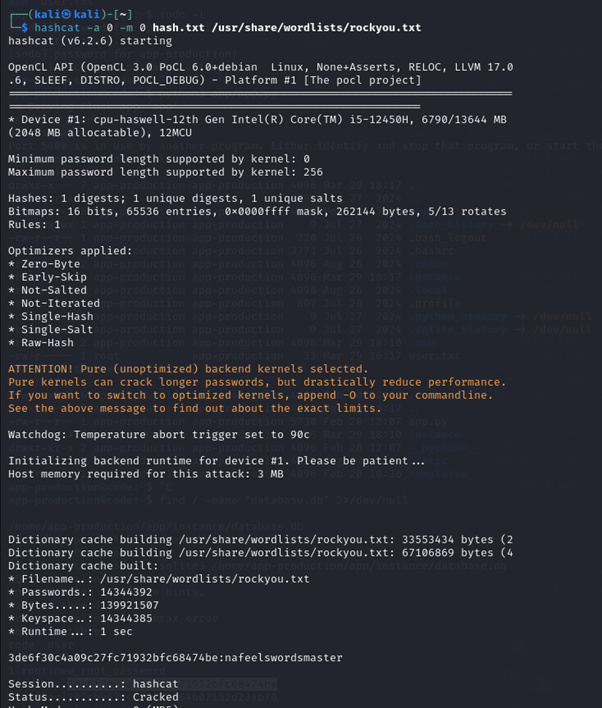 (kali㉿kali)-[~]
$ hashcat -a 0 -m 0 hash.txt /usr/share/wordlists/rockyou.txt
hashcat (v6.2.6) starting
OpenCL API (OpenCL 3.0 PoCL 6.0+debian Linux, None+Asserts, RELOC, LLVM 17.0
.6, SLEEF, DISTRO, POCL_DEBUG) - Platform #1 [The pocl project]
* Device #1: cpu-haswell-12th Gen Intel(R) Core(TM) i5-12450H, 6790/13644 MB
(2048 MB allocatable), 12MCU
Minimum password length supported by kernel: 0
Maximum password length supported by kernel: 256
Hashes: 1 digests; 1 unique digests, 1 unique salts
Bitmaps: 16 bits, 65536 entries, 0x0000ffff mask, 262144 bytes, 5/13 rotates
Rules: 1
Optimizers applied:
* Zero-Byte
* Early-Skip
* Not-Salted
* Not-Iterated
* Single-Hash
* Single-Salt
* Raw-Hash
ATTENTION! Pure (unoptimized) backend kernels selected.
Pure kernels can crack longer passwords, but drastically reduce performance.
If you want to switch to optimized kernels, append -O to your commandline.
See the above message to find out about the exact limits.
Watchdog: Temperature abort trigger set to 90c
Initializing backend runtime for device #1. Please be patient...
Host memory required for this attack: 3 MB
Dictionary cache building /usr/share/wordlists/rockyou.txt: 33553434 bytes (2
Dictionary cache building /usr/share/wordlists/rockyou.txt: 67106869 bytes (4
Dictionary cache built:
* Filename..: /usr/share/wordlists/rockyou.txt
* Passwords.: 14344392
* Bytes.....: 139921507
* Keyspace..: 14344385
* Runtime...: 1 sec
3de6f30c4a09c27fc71932bfc68474be:nafeelswordsmaster
Session..........: hashcat
Status...........: Cracked